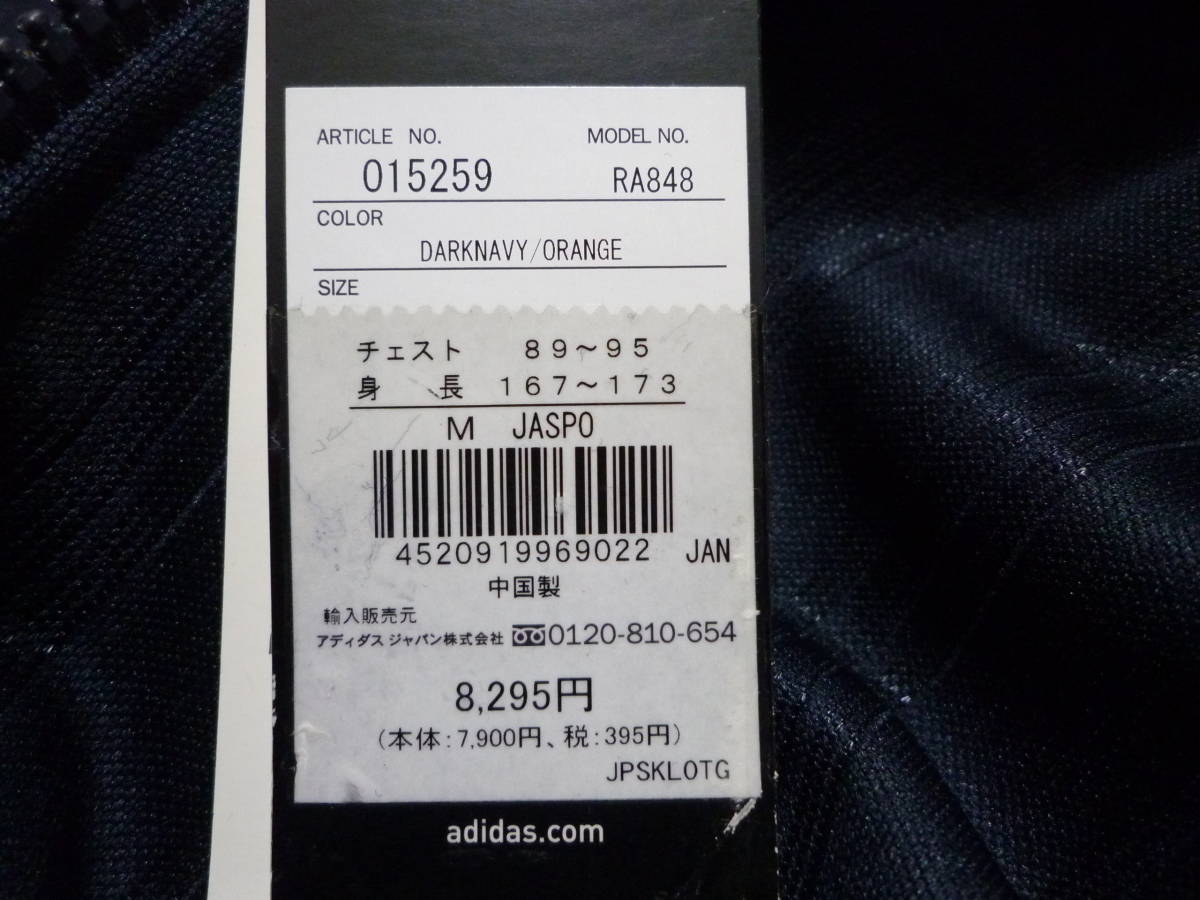 ARTICLE NO. MODEL NO.
015259 RA848
COLOR
DARKNAVY/ORANGE
SIZE
チェスト 89～95
身長 167～173
M JASPO
4520919969022 JAN
中国製
輸入販売元
アディダス ジャパン株式会社 0120-810-654
8,295円
(本体:7,900円、税:395円)
JPSKLOTG
adidas.com